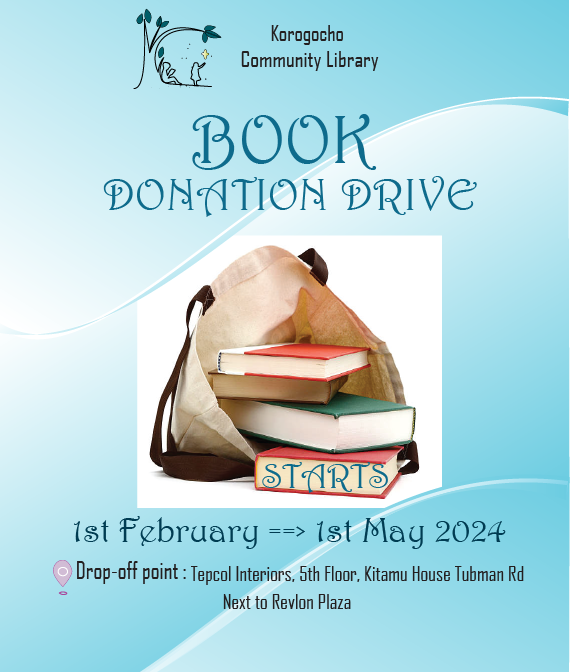 Korogocho
Community Library
BOOK
DONATION DRIVE
STARTS
1st February ==> 1st May 2024
Drop-off point : Tepcol Interiors, 5th Floor, Kitamu House Tubman Rd
Next to Revlon Plaza